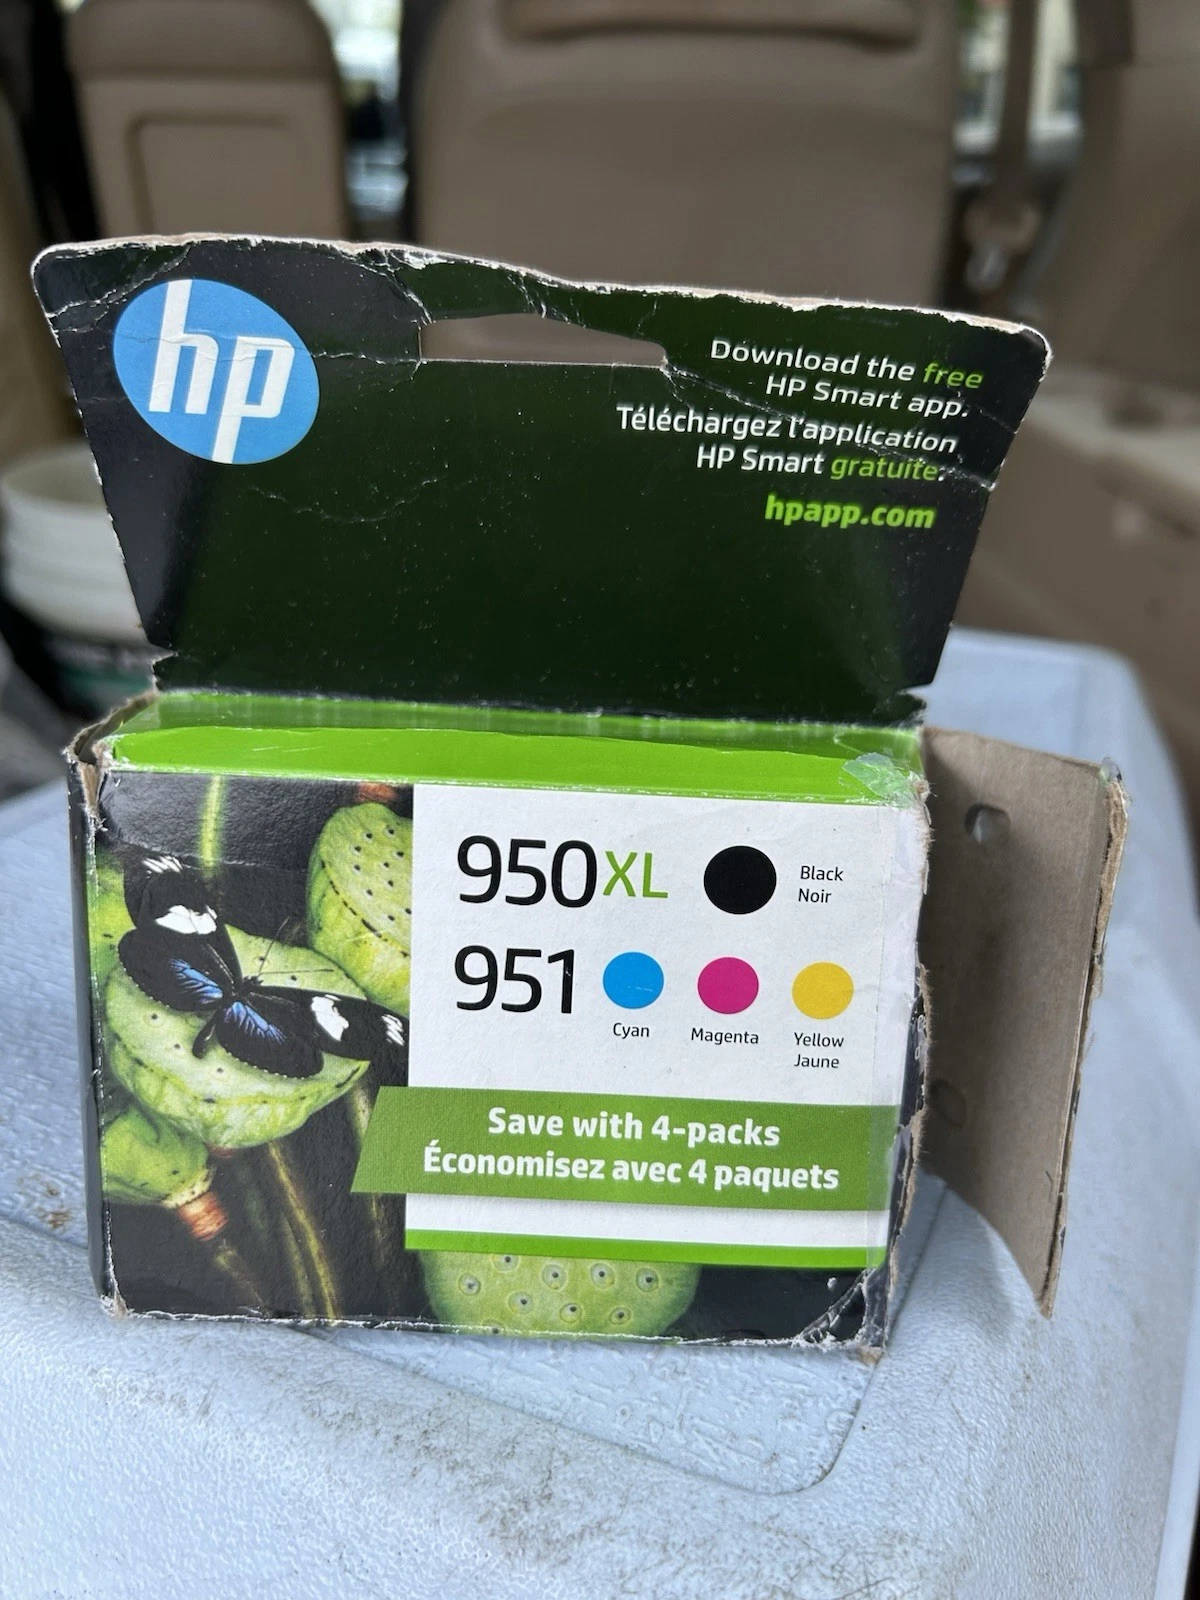 hp
Download the free
HP Smart app.
Téléchargez l'application
HP Smart gratuite.
hpapp.com
950XL
Black
Noir
951
Cyan
Magenta
Yellow
Jaune
Save with 4-packs
Économisez avec 4 paquets